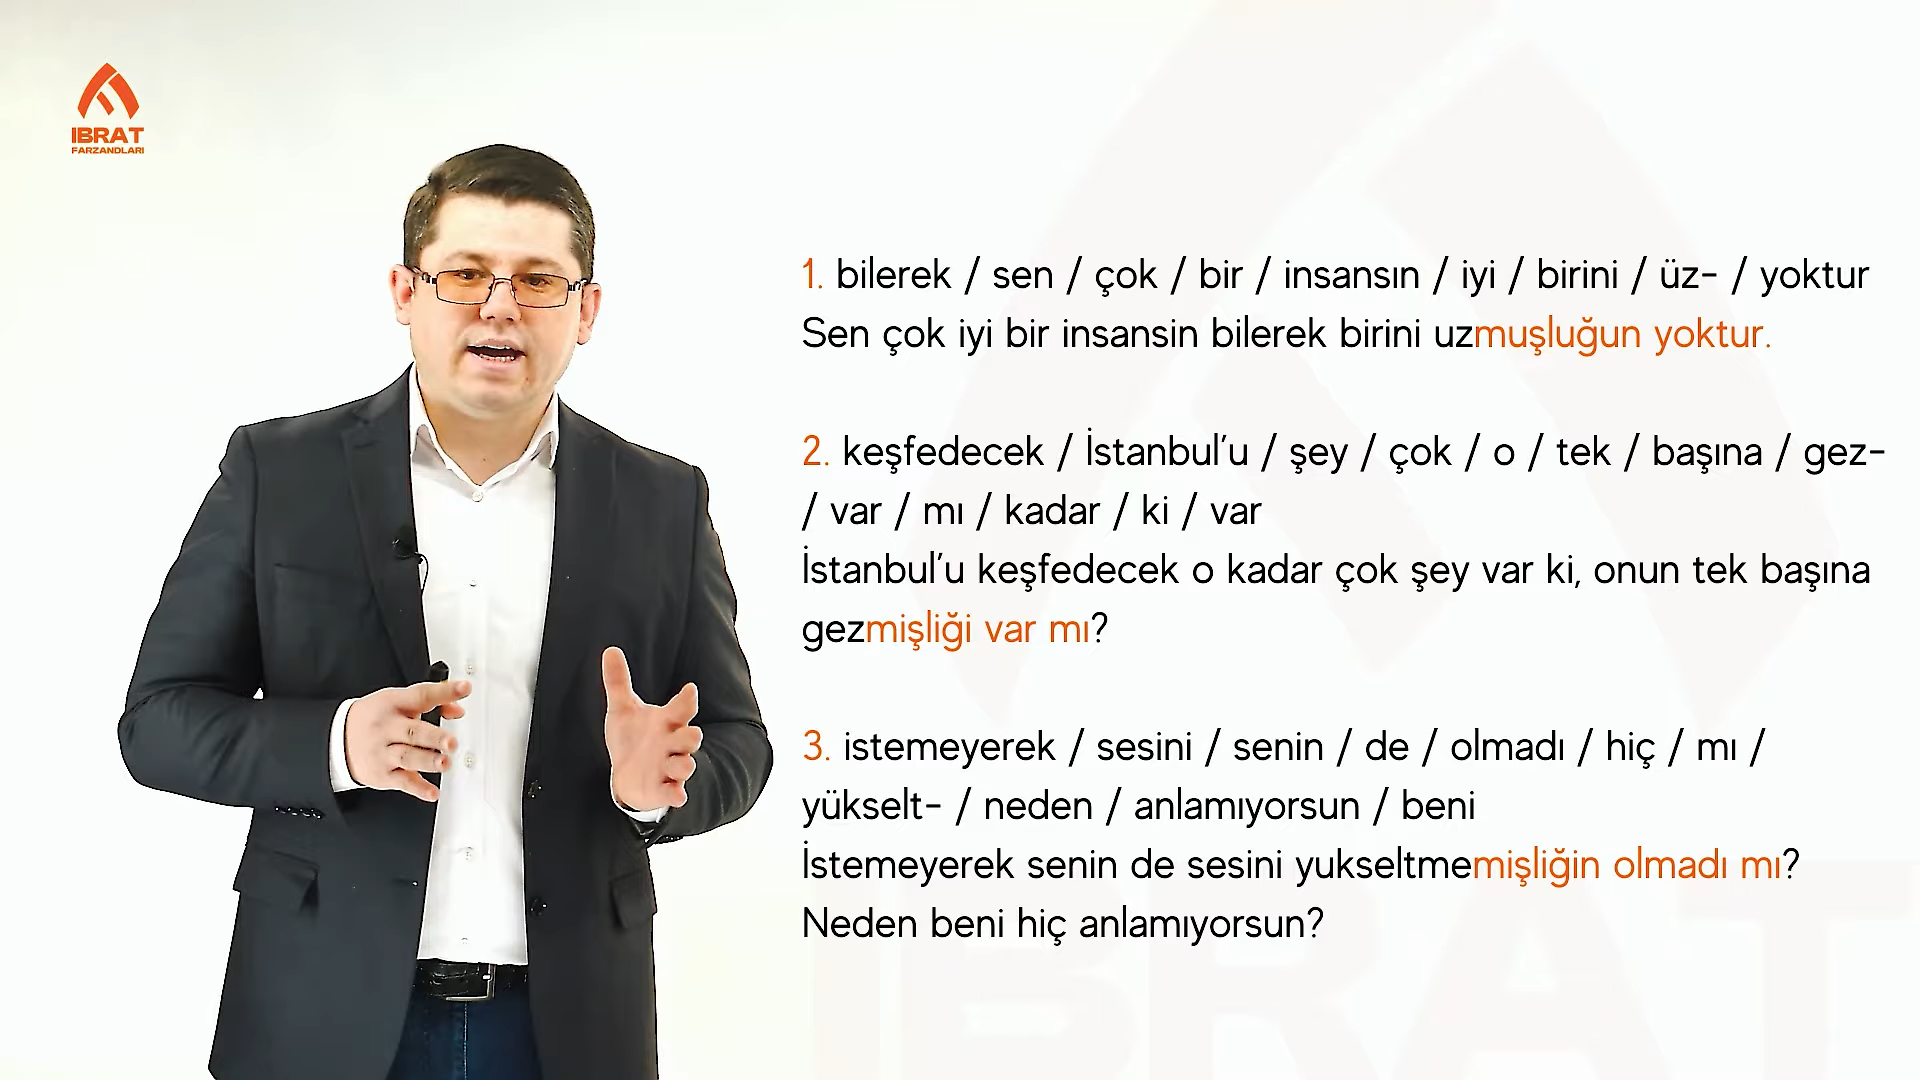 IBRAT
FARZANDLARI
1. bilerek / sen / çok / bir / insansın / iyi / birini / üz- / yoktur
Sen çok iyi bir insansin bilerek birini uzmuşluğun yoktur.
2. keşfedecek / İstanbul'u / şey / çok / o / tek / başına / gez-
/ var / mı / kadar / ki / var
İstanbul'u keşfedecek o kadar çok şey var ki, onun tek başına
gezmişliği var mı?
3. istemeyerek / sesini / senin / de / olmadı / hiç / mı /
yükselt- / neden / anlamıyorsun / beni
İstemeyerek senin de sesini yukseltmemişliğin olmadı mı?
Neden beni hiç anlamıyorsun?
IBRAT